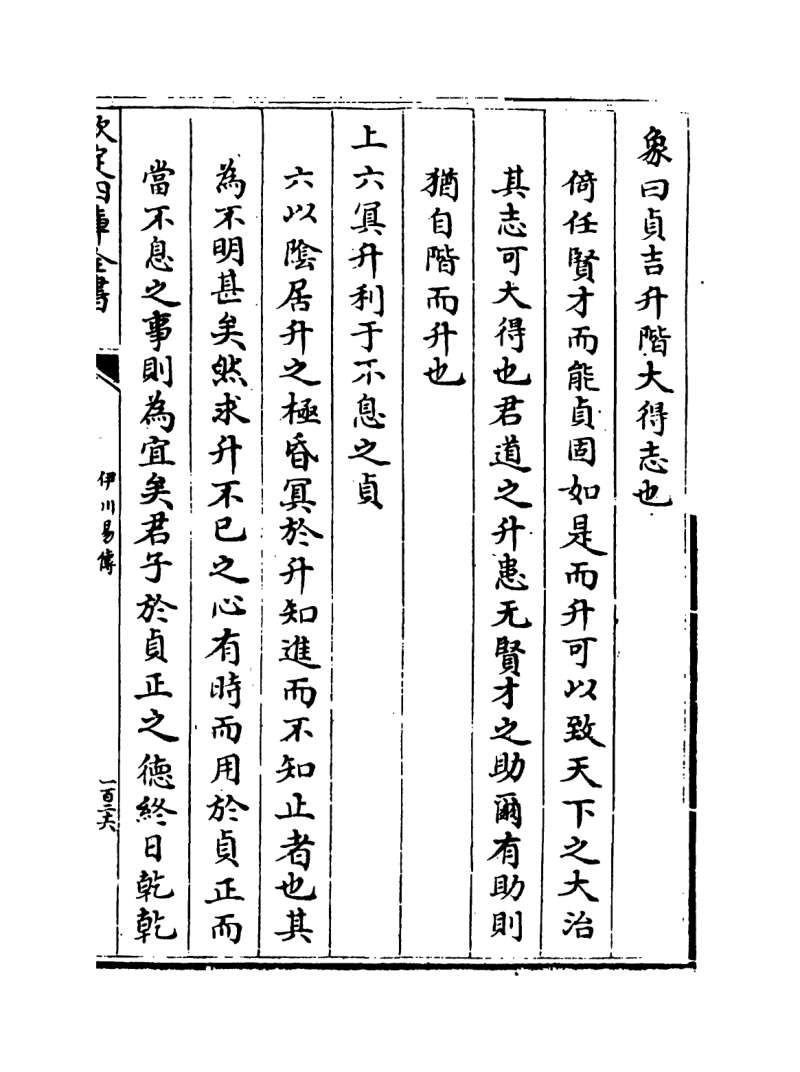 象曰貞吉升階大得志也
倚任賢才而能貞固如是而升可以致天下之大治
其志可大得也君道之升患无賢才之助爾有助則
猶自階而升也
上六冥升利于不息之貞
六以陰居升之極昏冥於升知進而不知止者也其
為不明甚矣然求升不已之心有時而用於貞正而
當不息之事則為宜矣君子於貞正之德終日乾乾
欽定四庫全書
伊川易傳
一百二六